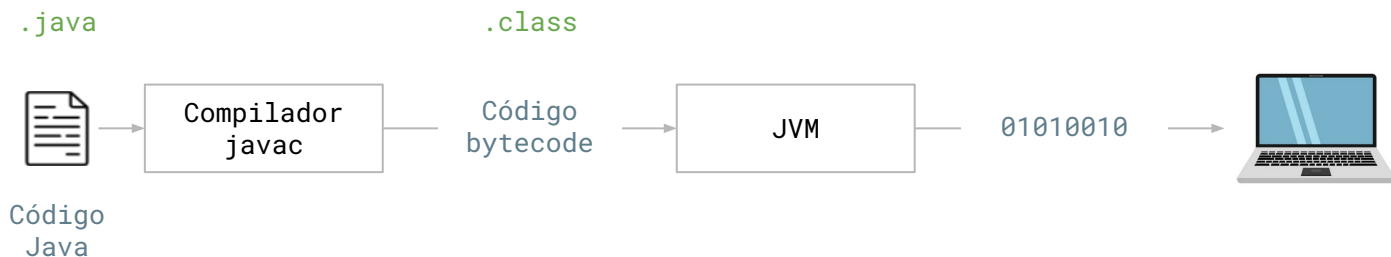 .java
.class
Compilador
javac
Código
bytecode
JVM
01010010
Código
Java